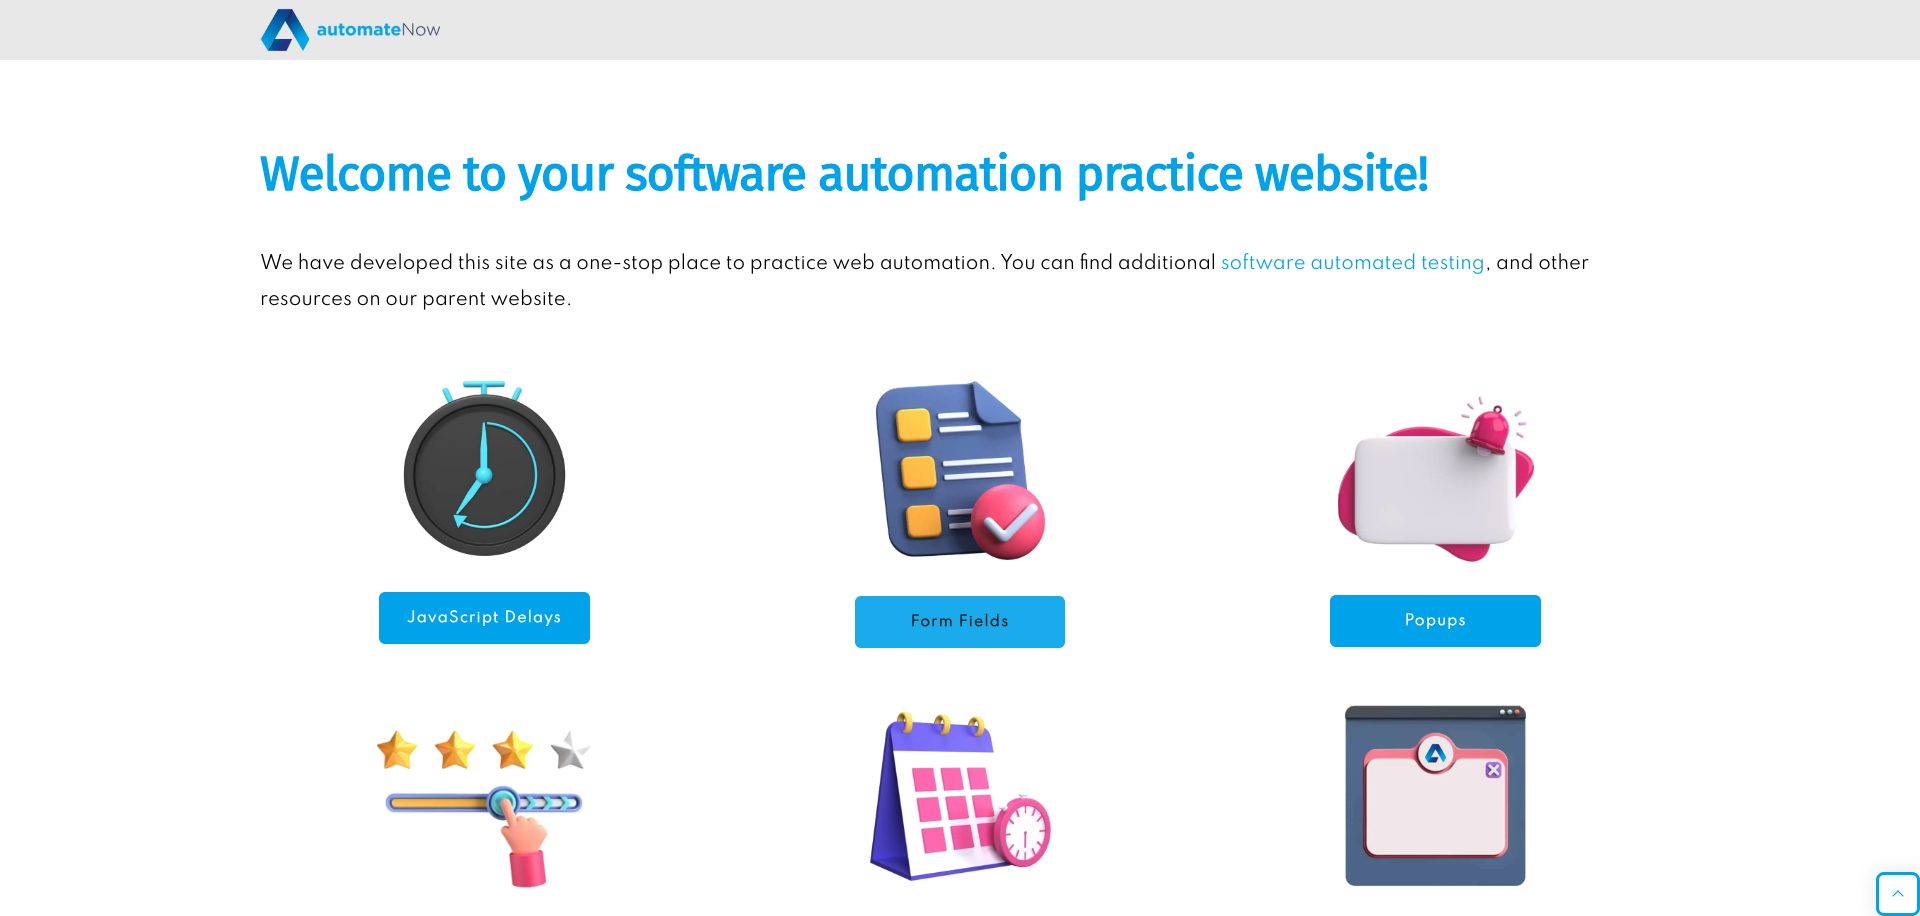 automateNow
Welcome to your software automation practice website!
We have developed this site as a one-stop place to practice web automation. You can find additional software automated testing, and other
resources on our parent website.
JavaScript Delays
Form Fields
Popups